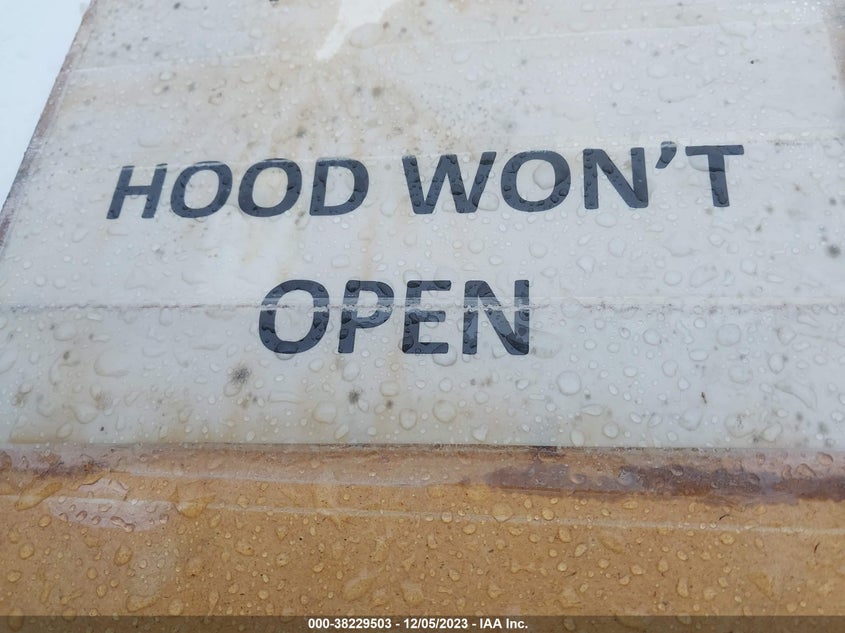 HOOD WON’T
OPEN
000-38229503 - 12/05/2023 - IAA Inc.